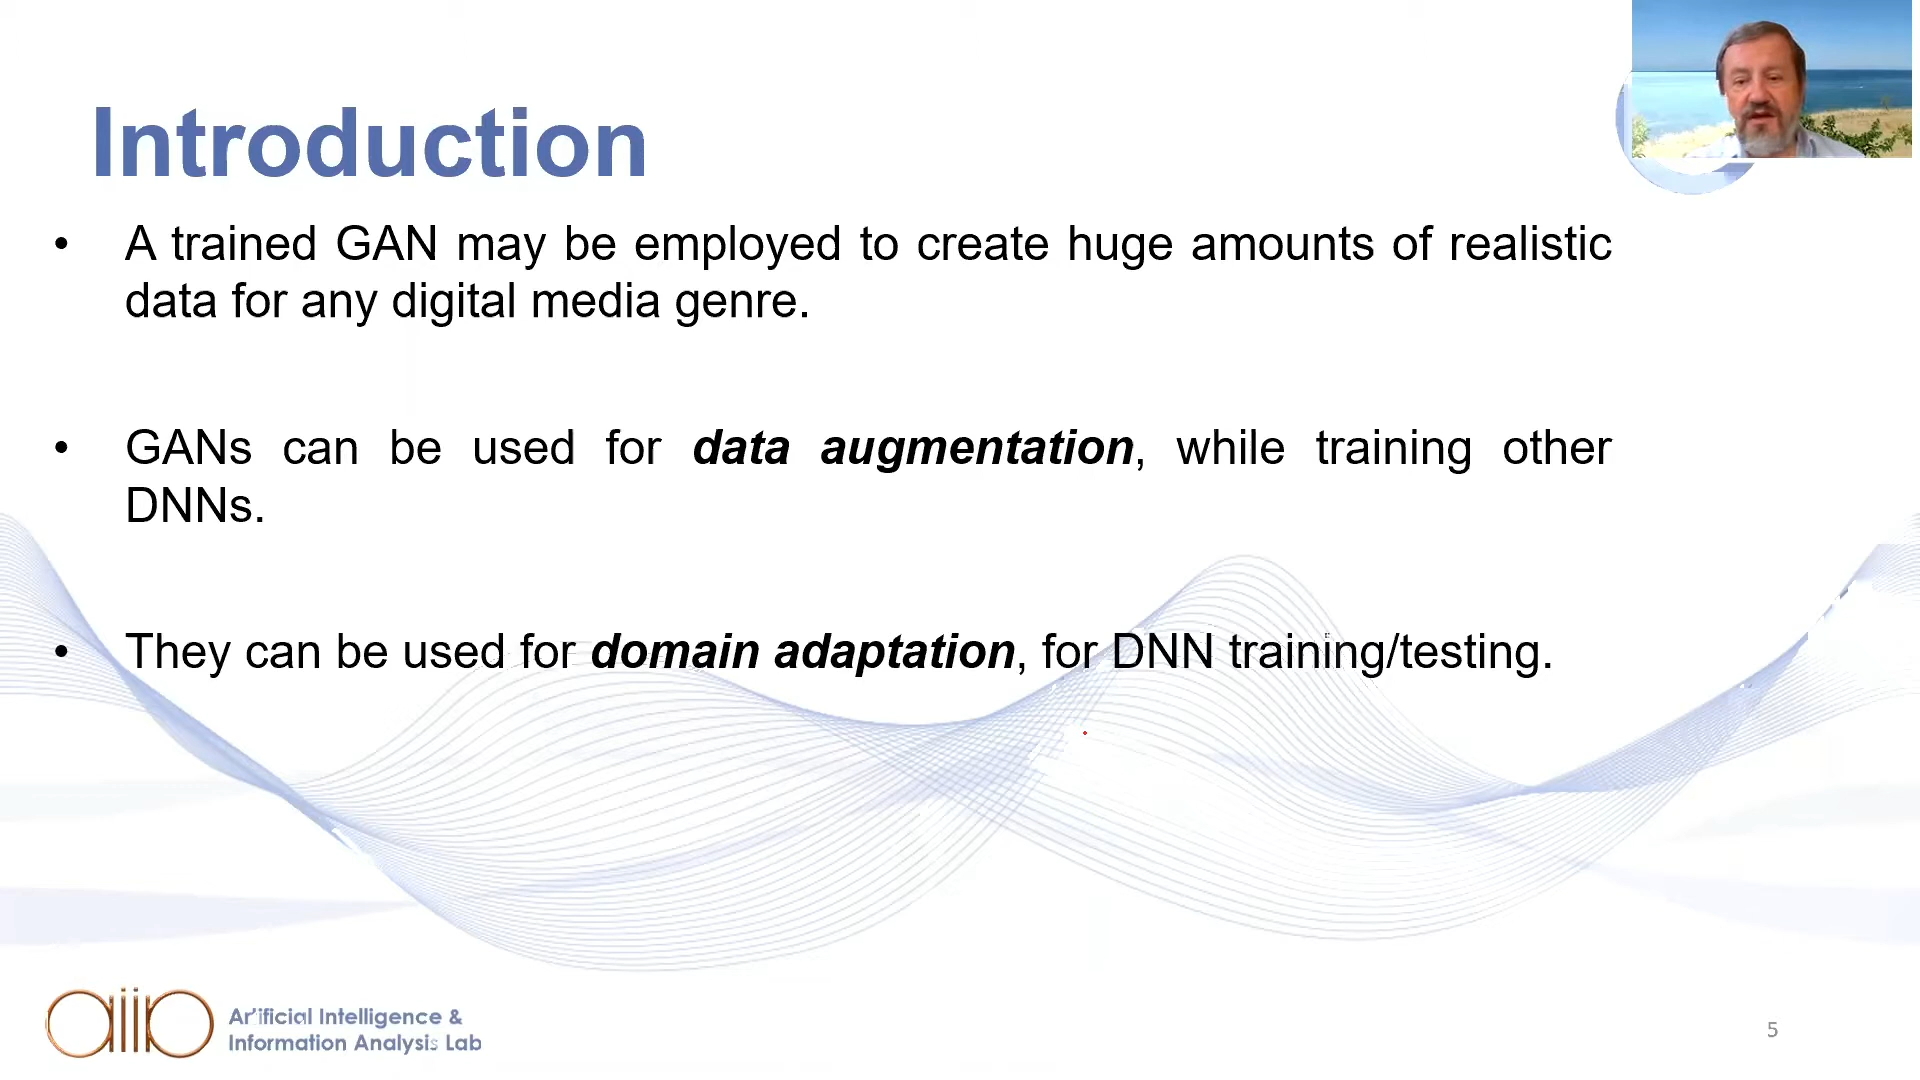 Introduction
• A trained GAN may be employed to create huge amounts of realistic
data for any digital media genre.
• GANs can be used for data augmentation, while training other
DNNs.
• They can be used for domain adaptation, for DNN training/testing.
aiia
Artificial Intelligence &
Information Analysis Lab
5